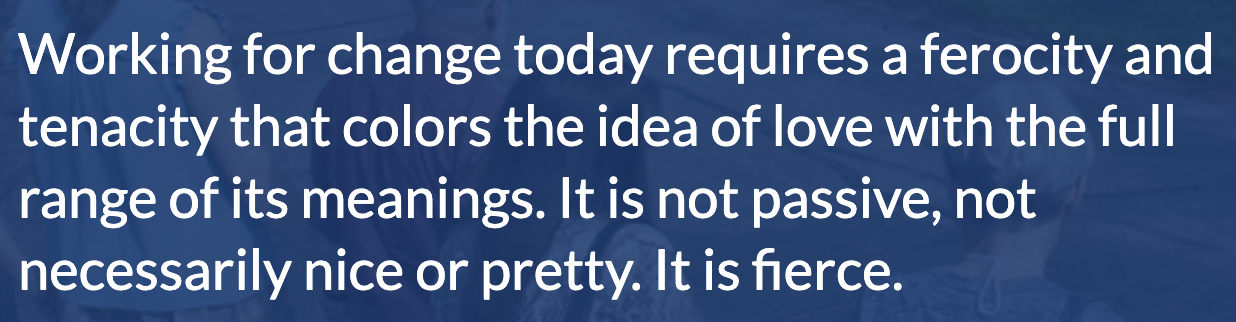 Working for change today requires a ferocity and
tenacity that colors the idea of love with the full
range of its meanings. It is not passive, not
necessarily nice or pretty. It is fierce.